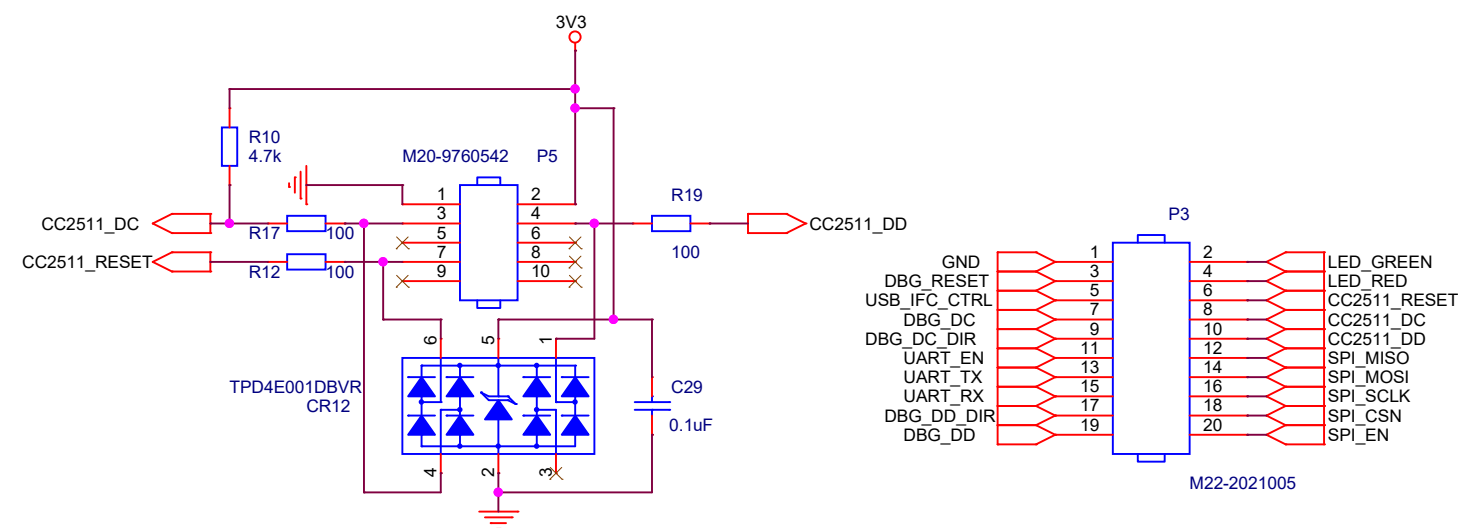 3V3
R10
4.7k
M20-9760542 P5
1 2
3 4
5 6
7 8
9 10
CC2511_DC
R17 100
CC2511_RESET
R12 100
R19
100
CC2511_DD
6 5 1
TPD4E001DBVR
CR12
4 2 3
C29
0.1uF
P3
GND 1 2 LED_GREEN
DBG_RESET 3 4 LED_RED
USB_IFC_CTRL 5 6 CC2511_RESET
DBG_DC 7 8 CC2511_DC
DBG_DC_DIR 9 10 CC2511_DD
UART_EN 11 12 SPI_MISO
UART_TX 13 14 SPI_MOSI
UART_RX 15 16 SPI_SCLK
DBG_DD_DIR 17 18 SPI_CSN
DBG_DD 19 20 SPI_EN
M22-2021005